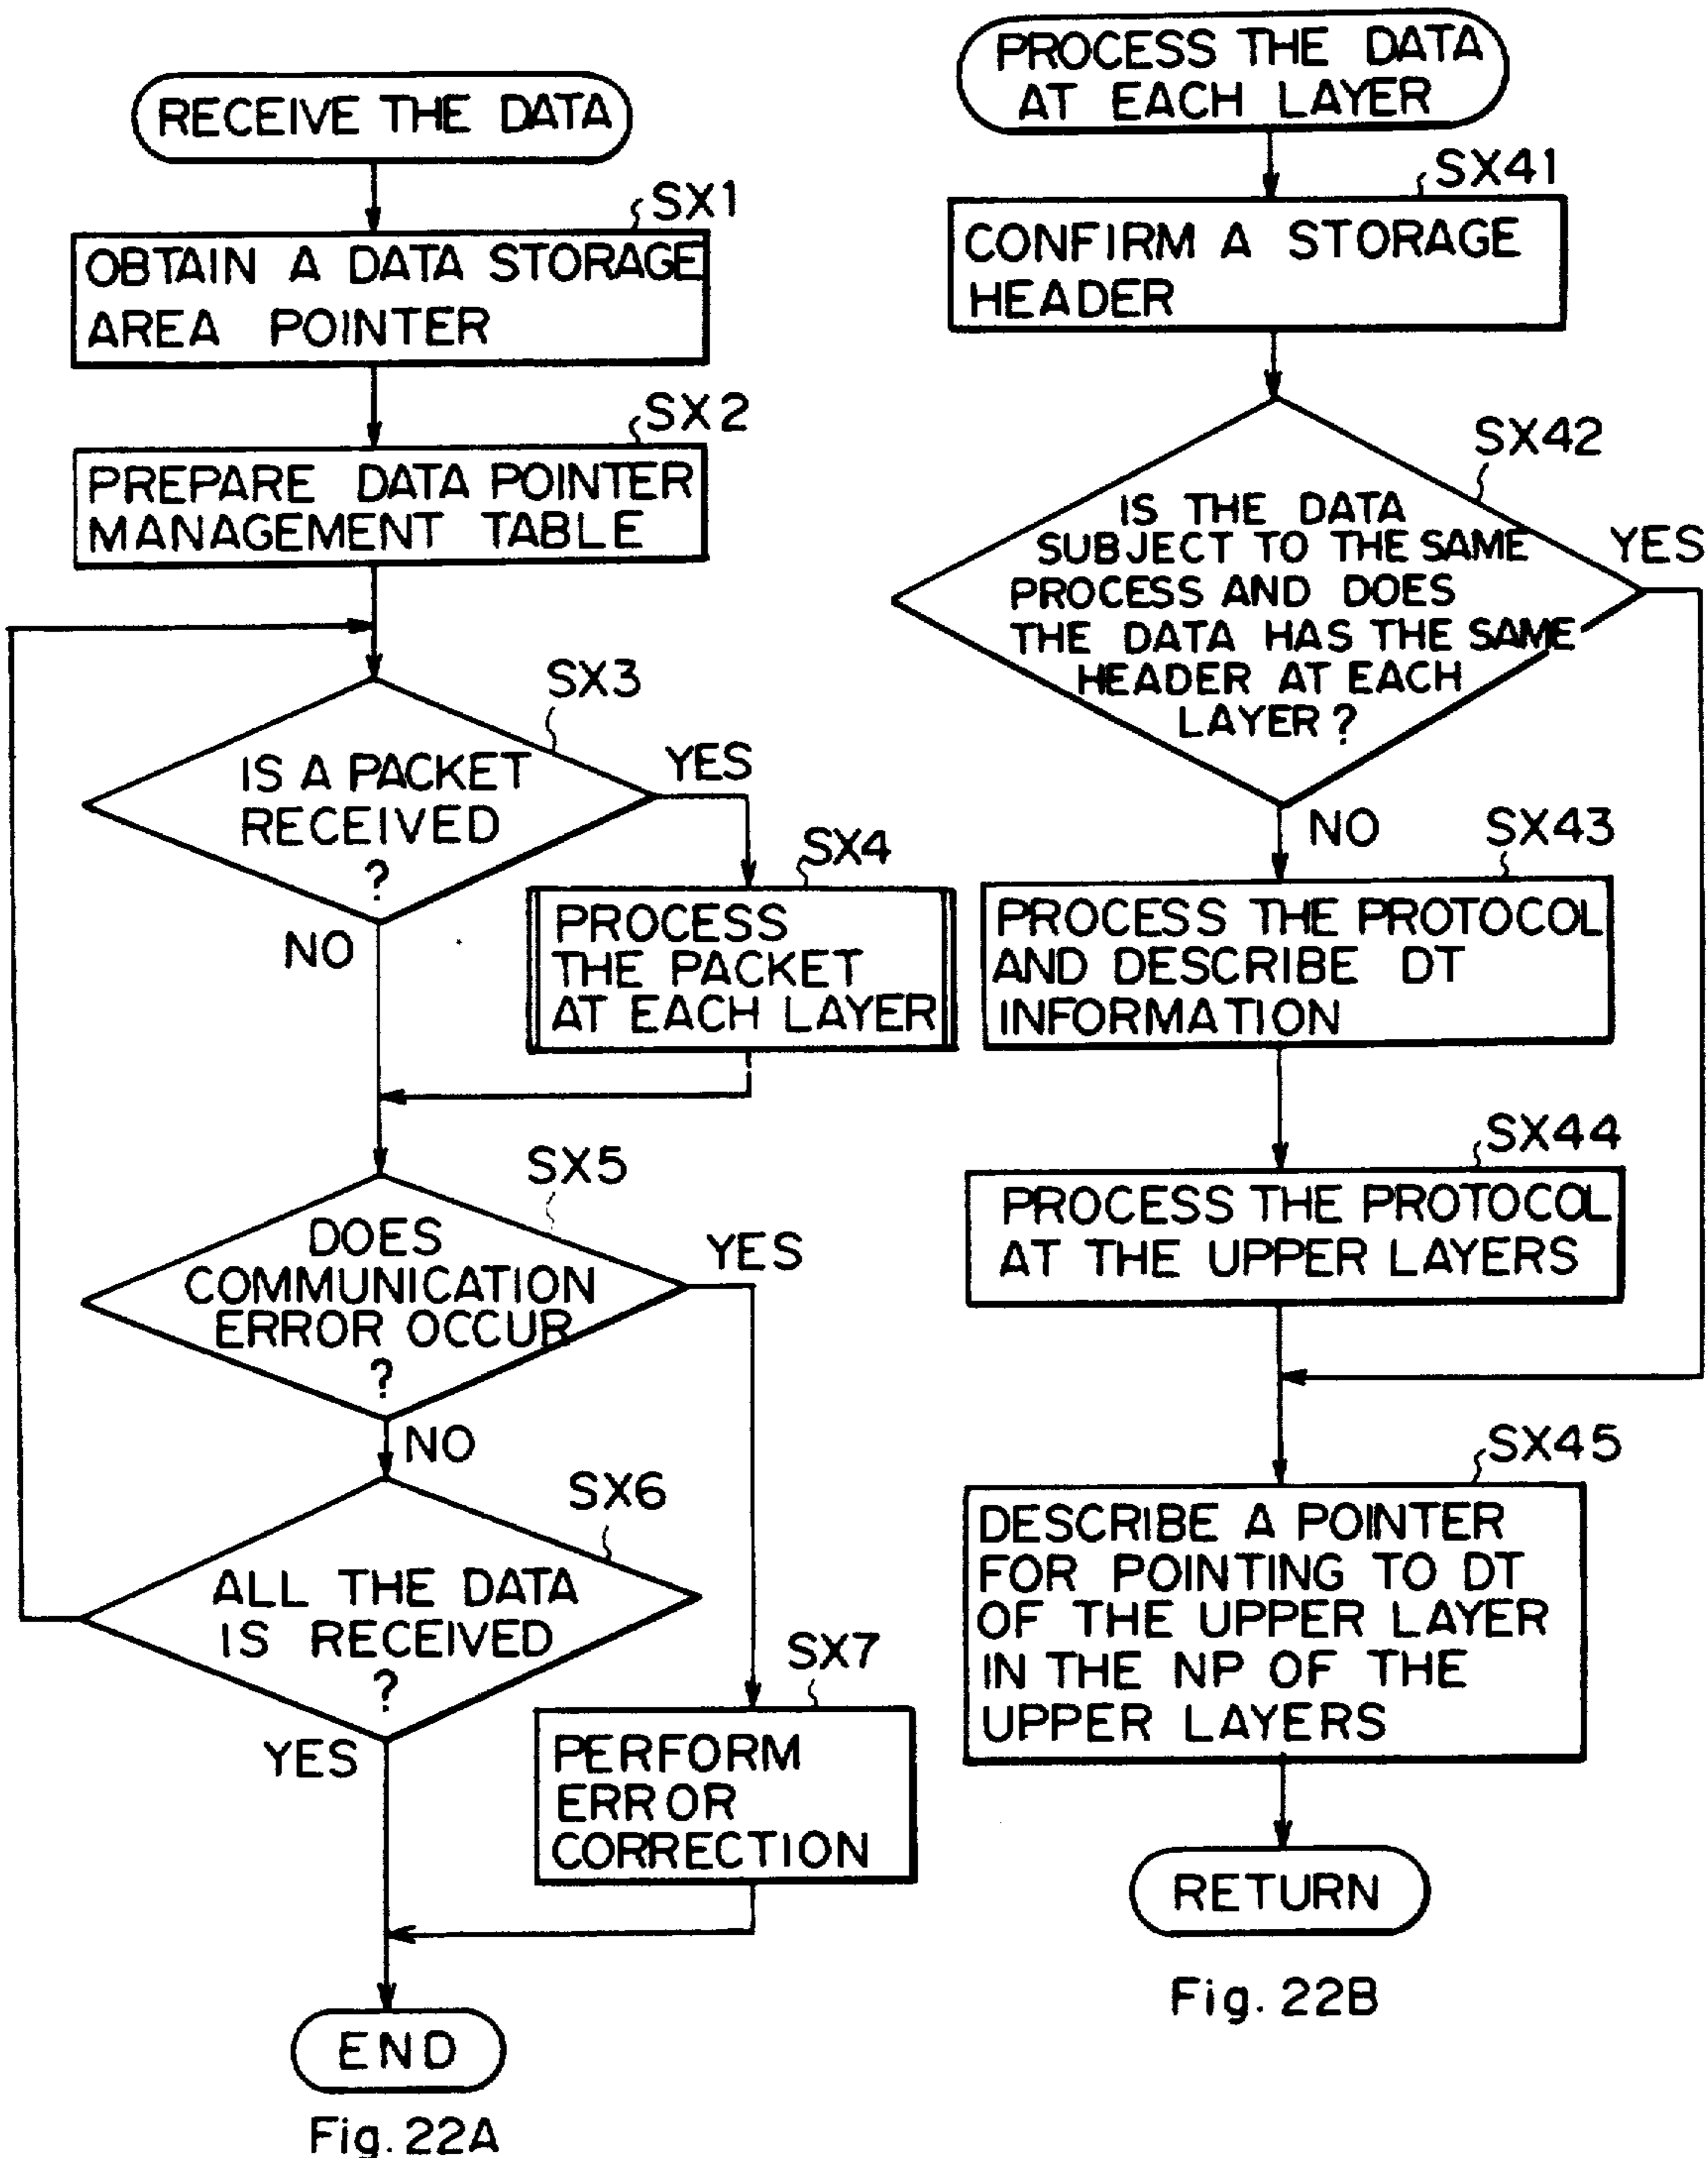 RECEIVE THE DATA
SX1
OBTAIN A DATA STORAGE
AREA POINTER
SX2
PREPARE DATA POINTER
MANAGEMENT TABLE
SX3
IS A PACKET
RECEIVED
?
YES
NO
SX4
PROCESS
THE PACKET
AT EACH LAYER
SX5
DOES
COMMUNICATION
ERROR OCCUR
?
YES
NO
SX6
ALL THE DATA
IS RECEIVED
?
YES
SX7
PERFORM
ERROR
CORRECTION
END
Fig. 22A
PROCESS THE DATA
AT EACH LAYER
SX41
CONFIRM A STORAGE
HEADER
SX42
IS THE DATA
SUBJECT TO THE SAME
PROCESS AND DOES
THE DATA HAS THE SAME
HEADER AT EACH
LAYER?
YES
NO
SX43
PROCESS THE PROTOCOL
AND DESCRIBE DT
INFORMATION
SX44
PROCESS THE PROTOCOL
AT THE UPPER LAYERS
SX45
DESCRIBE A POINTER
FOR POINTING TO DT
OF THE UPPER LAYER
IN THE NP OF THE
UPPER LAYERS
RETURN
Fig. 22B